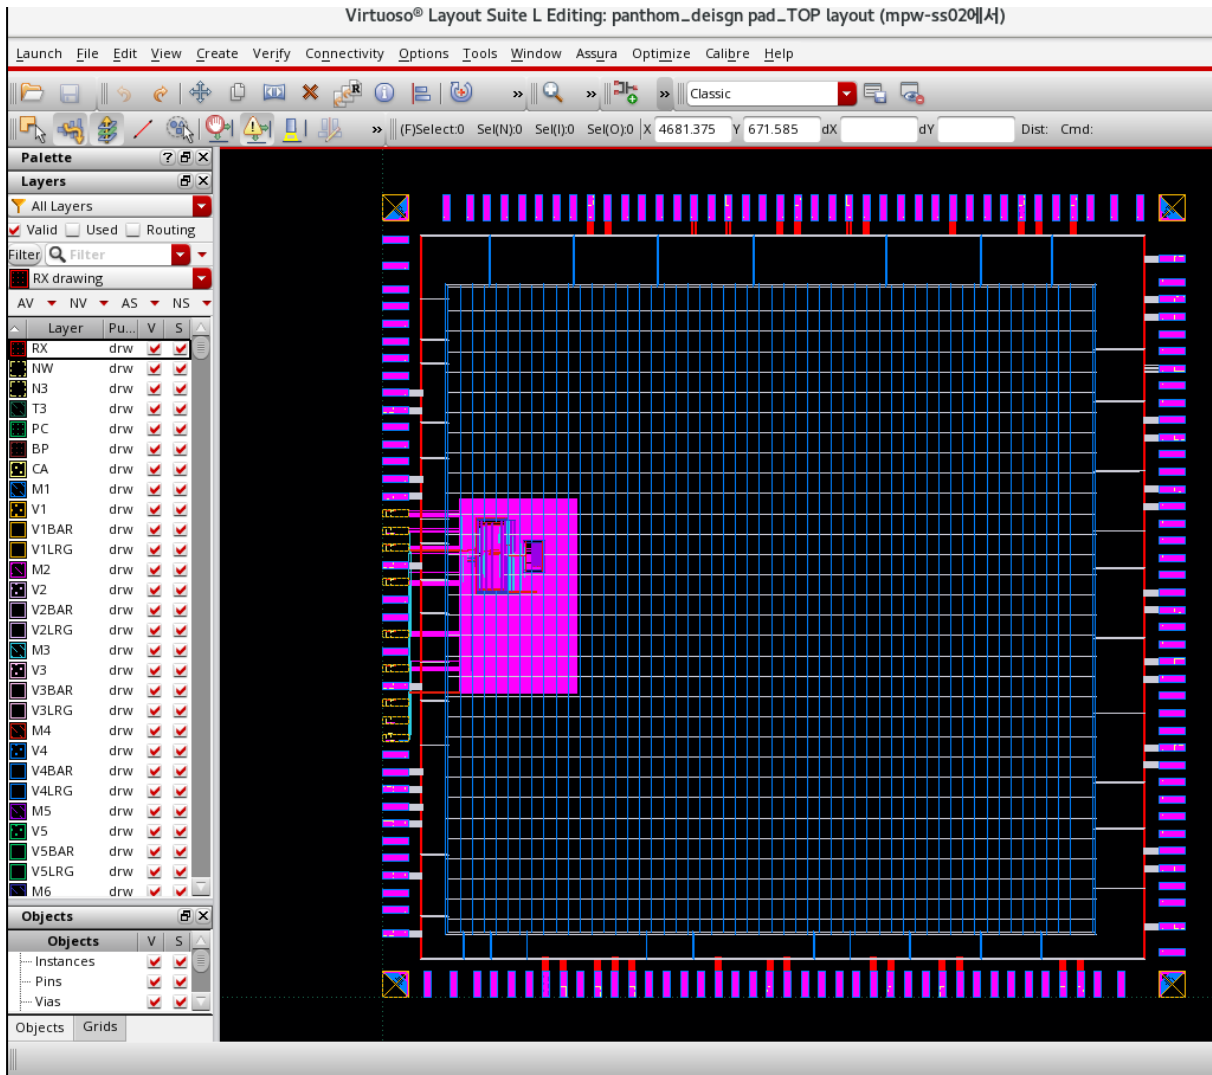 Virtuoso® Layout Suite L Editing: panthom_deisgn pad_TOP layout (mpw-ss02에서)
Launch File Edit View Create Verify Connectivity Options Tools Window Assura Optimize Calibre Help
» » » Classic
» (F)Select:0 Sel(N):0 Sel(I):0 Sel(O):0 X 4681.375 Y 671.585 dX dY Dist: Cmd:
Palette
Layers
All Layers
Valid Used Routing
Filter Filter
RX drawing
AV NV AS NS
Layer Pu... V S
RX drw
NW drw
N3 drw
T3 drw
PC drw
BP drw
CA drw
M1 drw
V1 drw
V1BAR drw
V1LRG drw
M2 drw
V2 drw
V2BAR drw
V2LRG drw
M3 drw
V3 drw
V3BAR drw
V3LRG drw
M4 drw
V4 drw
V4BAR drw
V4LRG drw
M5 drw
V5 drw
V5BAR drw
V5LRG drw
M6 drw
Objects
Objects V S
Instances
Pins
Vias
Objects Grids